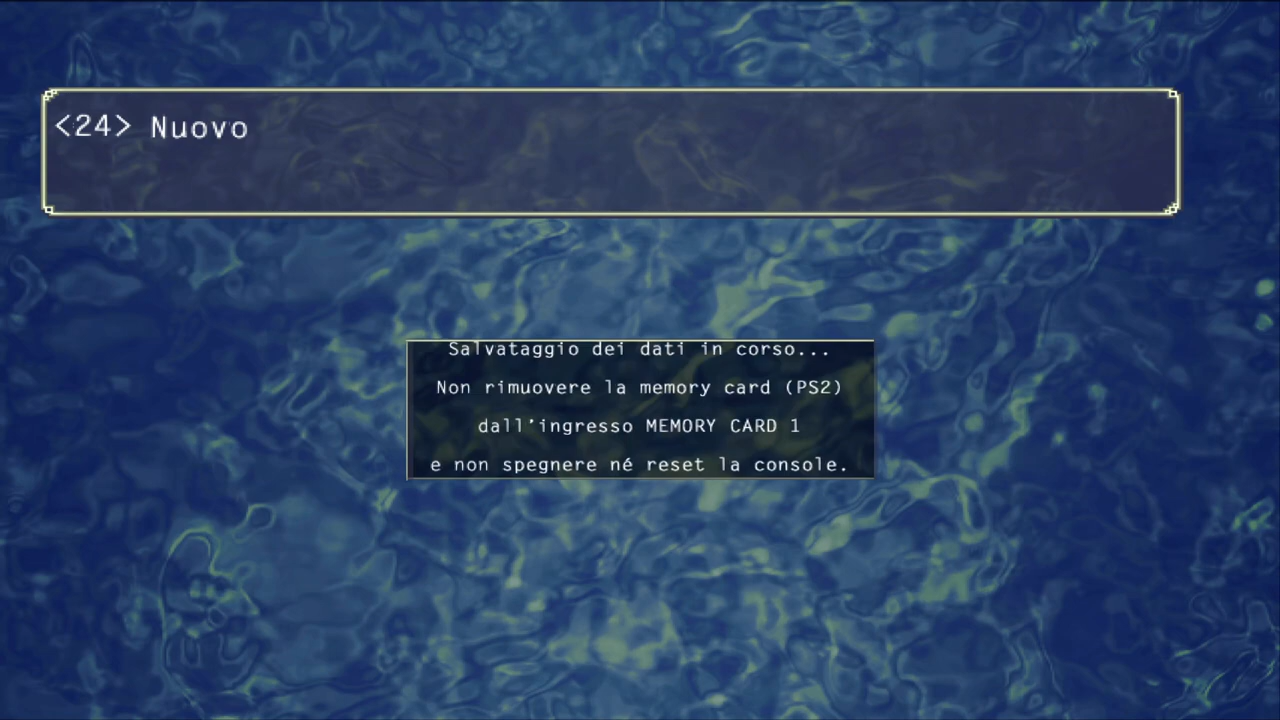 <24> Nuovo
Salvataggio dei dati in corso...
Non rimuovere la memory card (PS2)
dall'ingresso MEMORY CARD 1
e non spegnere né reset la console.